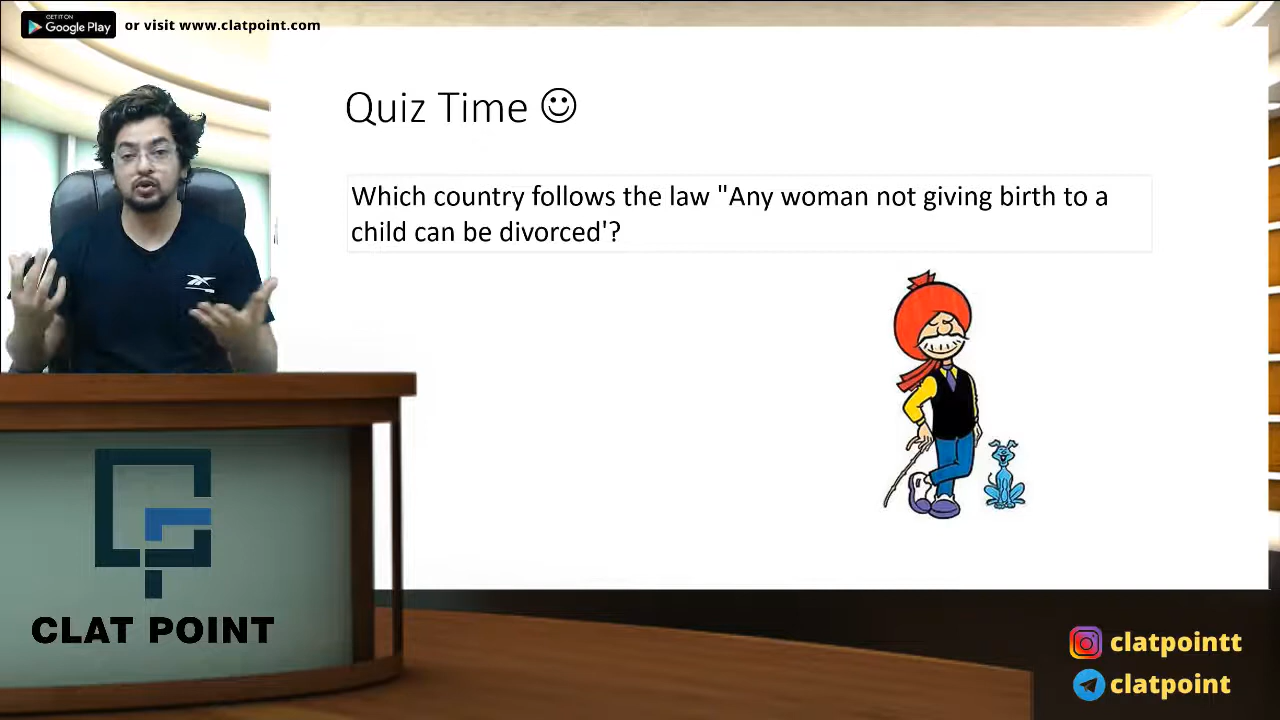 GET IT ON
Google Play
or visit www.clatpoint.com
Quiz Time ☺
Which country follows the law "Any woman not giving birth to a
child can be divorced'?
CLAT POINT
clatpointt
clatpoint